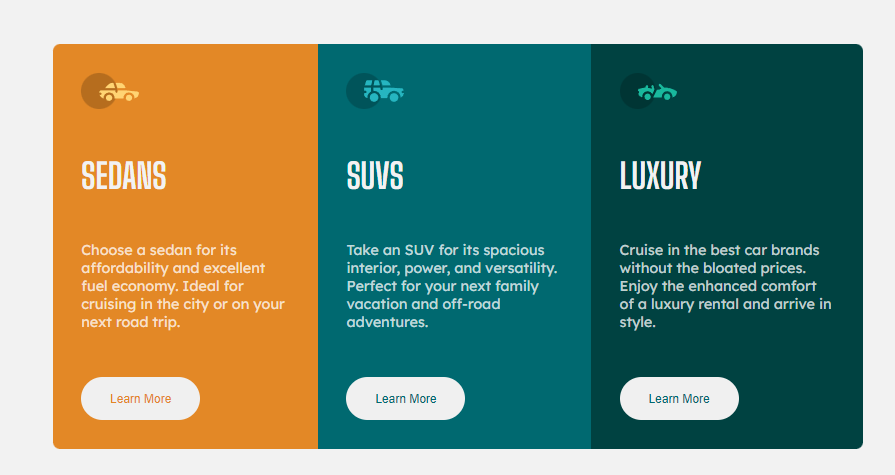 SEDANS
Choose a sedan for its
affordability and excellent
fuel economy. Ideal for
cruising in the city or on your
next road trip.
Learn More
SUVS
Take an SUV for its spacious
interior, power, and versatility.
Perfect for your next family
vacation and off-road
adventures.
Learn More
LUXURY
Cruise in the best car brands
without the bloated prices.
Enjoy the enhanced comfort
of a luxury rental and arrive in
style.
Learn More